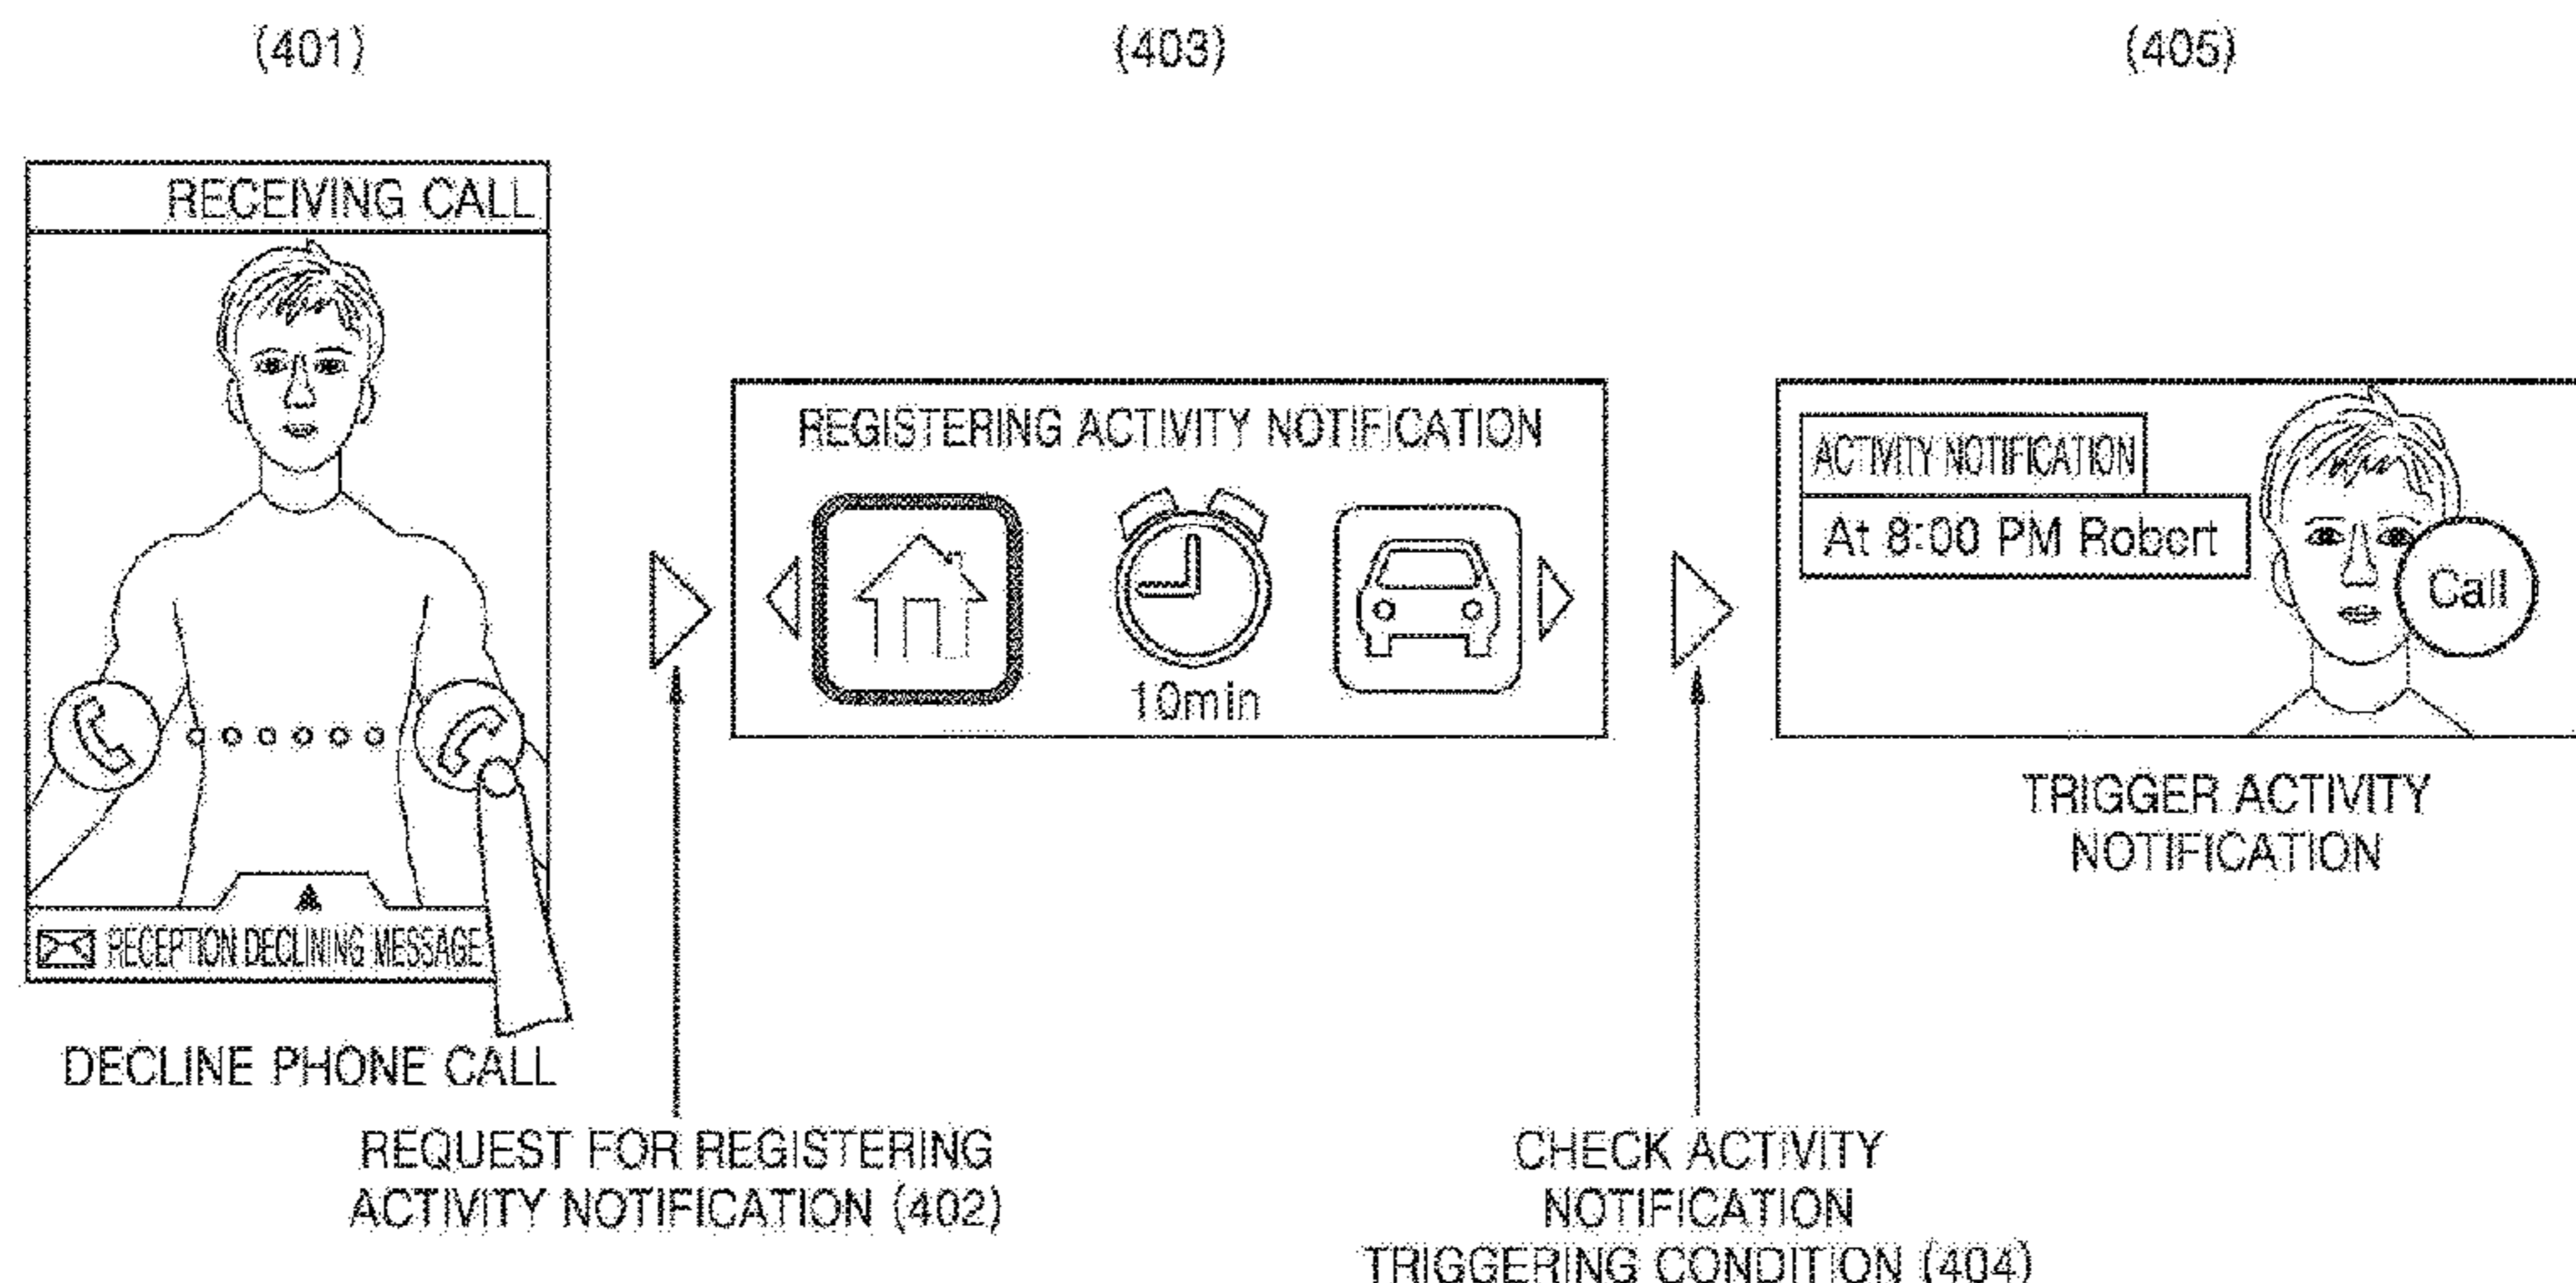 (401)
(403)
(405)
RECEIVING CALL
RECEPTION DECLINING MESSAGE
DECLINE PHONE CALL
REQUEST FOR REGISTERING
ACTIVITY NOTIFICATION (402)
REGISTERING ACTIVITY NOTIFICATION
10min
CHECK ACTIVITY
NOTIFICATION
TRIGGERING CONDITION (404)
ACTIVITY NOTIFICATION
At 8:00 PM Robert
Call
TRIGGER ACTIVITY
NOTIFICATION